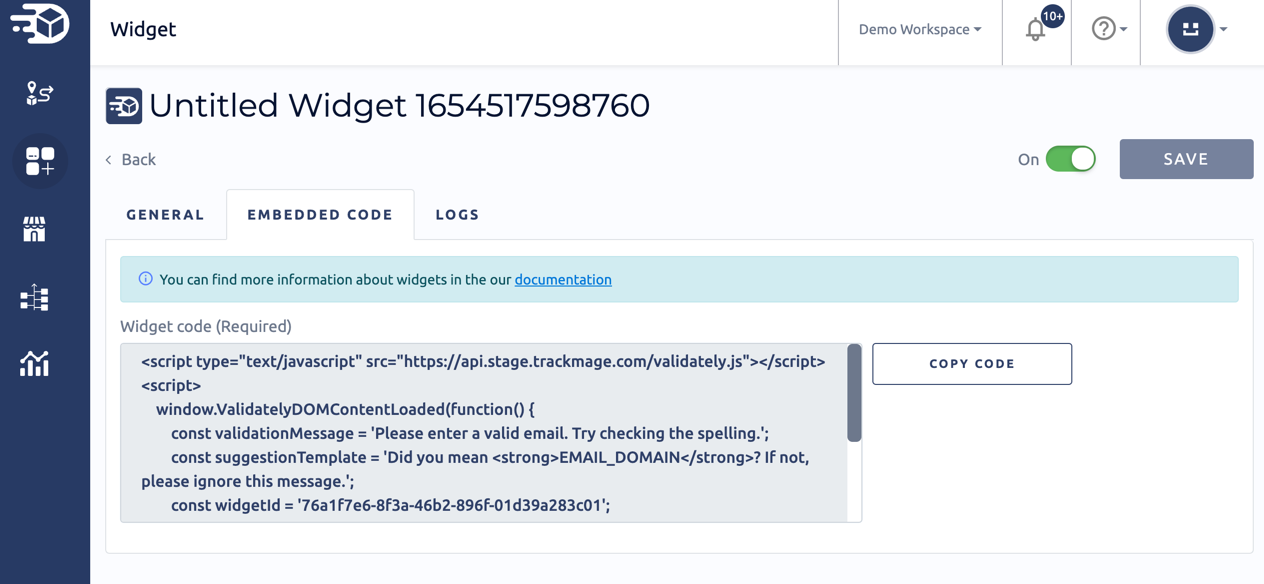 Widget
Demo Workspace
10+
Untitled Widget 1654517598760
Back
On
SAVE
GENERAL
EMBEDDED CODE
LOGS
You can find more information about widgets in the our documentation
Widget code (Required)
<script type="text/javascript" src="https://api.stage.trackmage.com/validately.js"></script>
<script>
window.ValidatelyDOMContentLoaded(function() {
const validationMessage = 'Please enter a valid email. Try checking the spelling.';
const suggestionTemplate = 'Did you mean <strong>EMAIL_DOMAIN</strong>? If not,
please ignore this message.';
const widgetId = '76a1f7e6-8f3a-46b2-896f-01d39a283c01';
COPY CODE